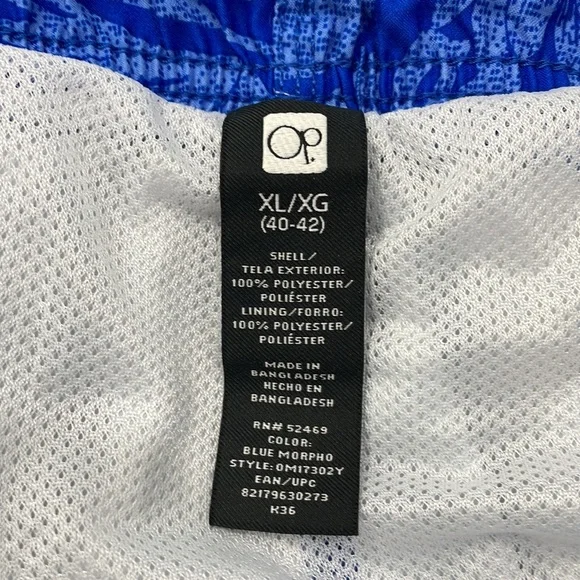 Op.
XL/XG
(40-42)
SHELL/
TELA EXTERIOR:
100% POLYESTER/
POLIÉSTER
LINING/FORRO:
100% POLYESTER/
POLIÉSTER
MADE IN
BANGLADESH
HECHO EN
BANGLADESH
RN# 52469
COLOR:
BLUE MORPHO
STYLE: OM17302Y
EAN/UPC
82179630273
K36